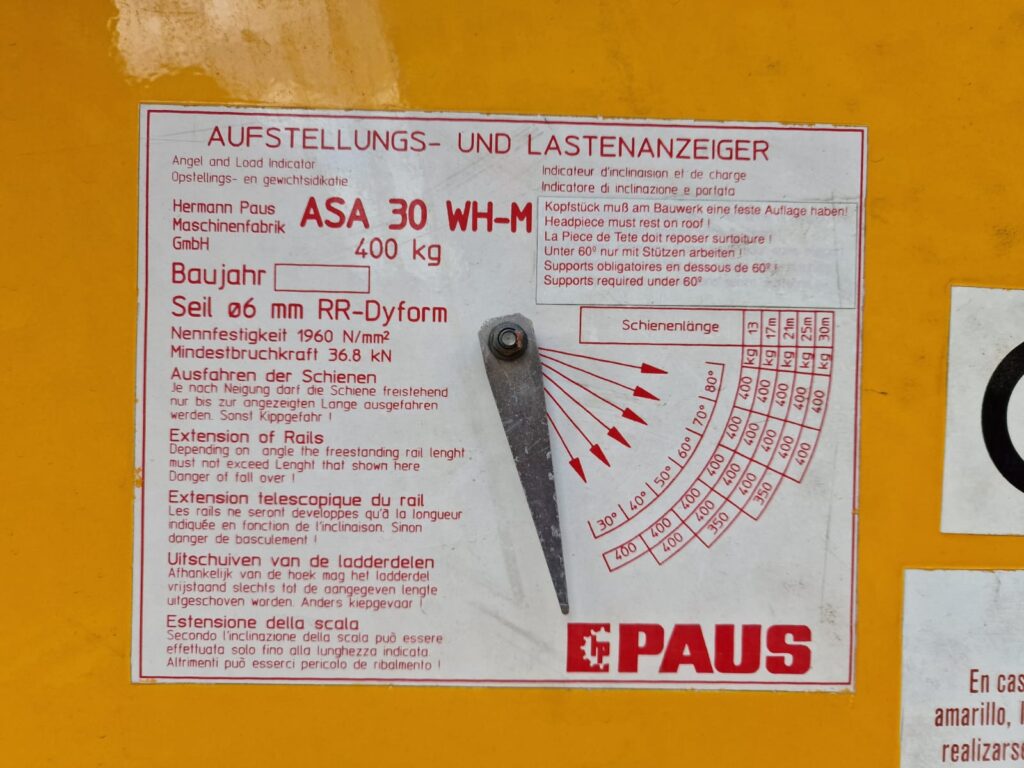 AUFSTELLUNGS- UND LASTENANZEIGER
Angel and Load Indicator
Opstellings- en gewichtsidikatie
Indicateur d'inclinaision et de charge
Indicatore di inclinazione e portata
Hermann Paus
Maschinenfabrik
GmbH
ASA 30 WH-M
400 kg
Kopfstück muß am Bauwerk eine feste Auflage haben!
Headpiece must rest on roof !
La Piece de Tete doit reposer surtoiture !
Unter 60º nur mit Stützen arbeiten !
Supports obligatoires en dessous de 60º !
Supports required under 60º
Baujahr
Seil ø6 mm RR-Dyform
Nennfestigkeit 1960 N/mm²
Mindestbruchkraft 36.8 kN
Ausfahren der Schienen
Je nach Neigung darf die Schiene freistehend
nur bis zur angezeigten Lange ausgefahren
werden. Sonst Kippgefahr !
Extension of Rails
Depending on angle the freestanding rail lenght
must not exceed Lenght that shown here
Danger of fall over !
Extension telescopique du rail
Les rails ne seront developpes qu'à la longueur
indiquée en fonction de l'inclinaison. Sinon
danger de basculement !
Uitschuiven van de ladderdelen
Afhankelijk van de hoek mag het ladderdel
vrijstaand slechts tot de aangegeven lengte
uitgeschoven worden. Anders kiepgevaar !
Estensione della scala
Secondo l'inclinazione della scala può essere
effettuata solo fino alla lunghezza indicata.
Altrimenti può esserci pericolo de ribalmento !
Schienenlänge
13 17m 21m 25m 30m
kg kg kg kg kg
80° 400 400 400 400 400
70° 400 400 400 400
60° 400 400 400 350
50° 400 400 350
40° 400 400
30° 400
PAUS
En cas
amarillo, l
realizarse